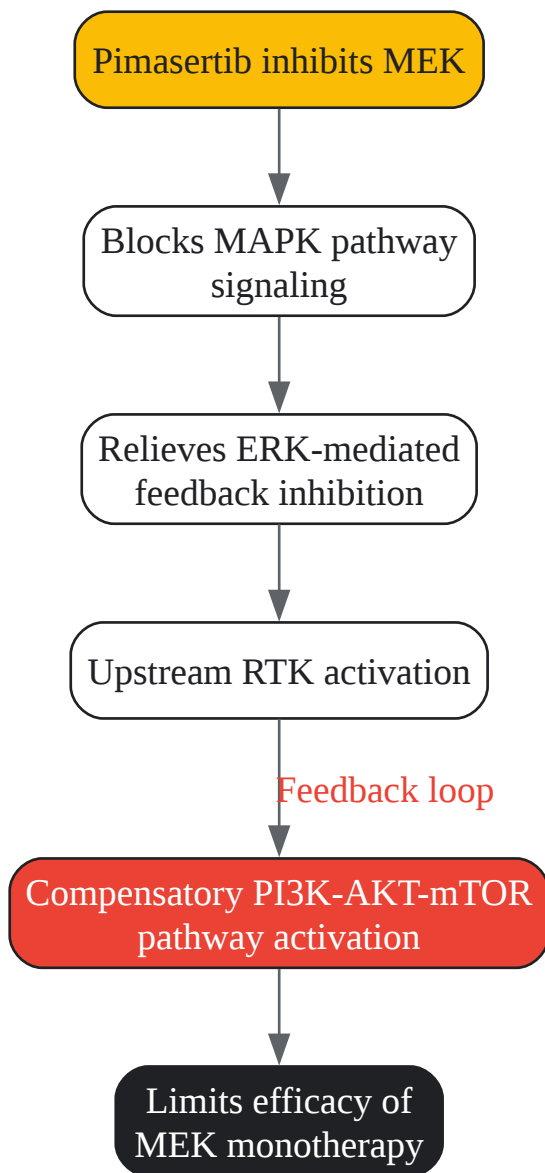 Pimasertib inhibits MEK
Blocks MAPK pathway
signaling
Relieves ERK-mediated
feedback inhibition
Upstream RTK activation
Feedback loop
Compensatory PI3K-AKT-mTOR
pathway activation
Limits efficacy of
MEK monotherapy